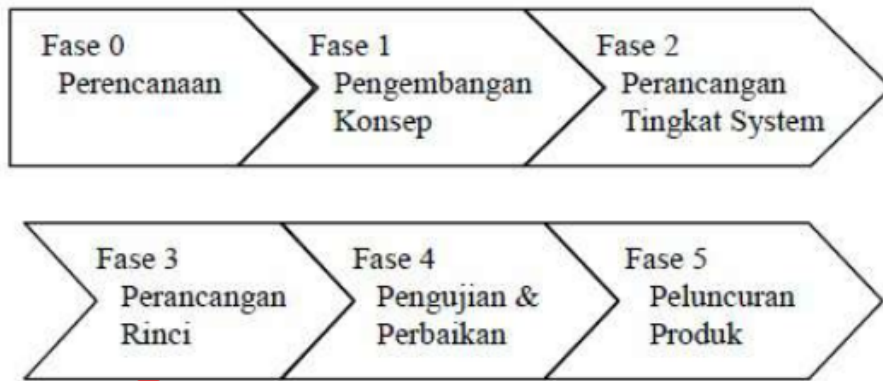 Fase 0
Perencanaan
Fase 1
Pengembangan
Konsep
Fase 2
Perancangan
Tingkat System
Fase 3
Perancangan
Rinci
Fase 4
Pengujian &
Perbaikan
Fase 5
Peluncuran
Produk